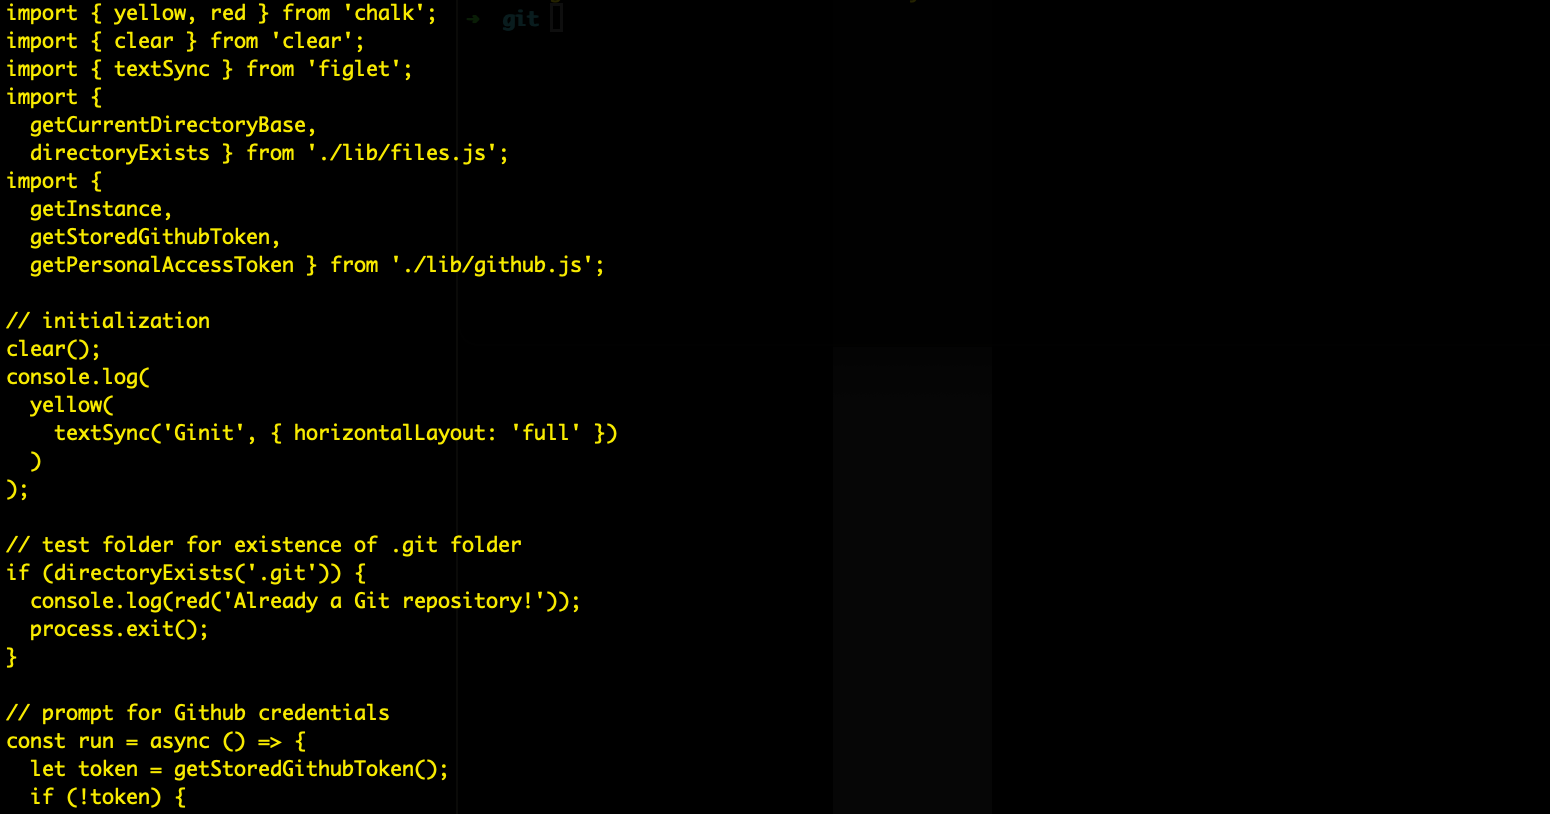 import { yellow, red } from 'chalk';
➜ git
import { clear } from 'clear';
import { textSync } from 'figlet';
import {
  getCurrentDirectoryBase,
  directoryExists } from './lib/files.js';
import {
  getInstance,
  getStoredGithubToken,
  getPersonalAccessToken } from './lib/github.js';

// initialization
clear();
console.log(
  yellow(
    textSync('Ginit', { horizontalLayout: 'full' })
  )
);

// test folder for existence of .git folder
if (directoryExists('.git')) {
  console.log(red('Already a Git repository!'));
  process.exit();
}

// prompt for Github credentials
const run = async () => {
  let token = getStoredGithubToken();
  if (!token) {